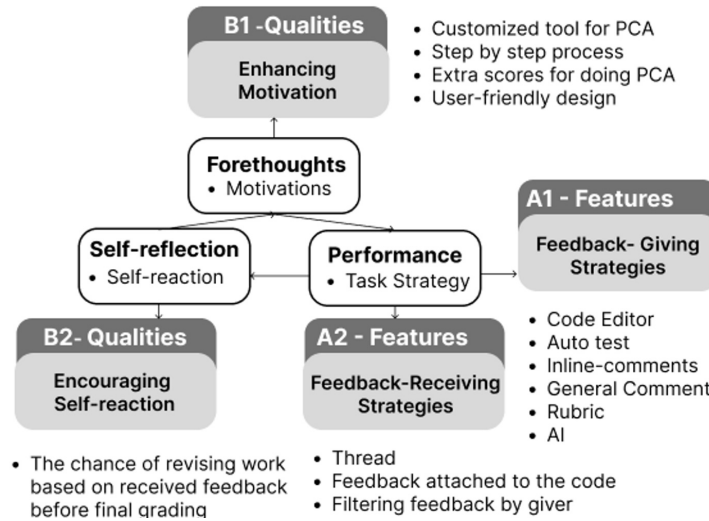 B1 -Qualities
Enhancing
Motivation
• Customized tool for PCA
• Step by step process
• Extra scores for doing PCA
• User-friendly design
Forethoughts
• Motivations
Self-reflection
• Self-reaction
Performance
• Task Strategy
A1 - Features
Feedback- Giving
Strategies
• Code Editor
• Auto test
• Inline-comments
• General Comment
• Rubric
• AI
B2- Qualities
Encouraging
Self-reaction
• The chance of revising work
based on received feedback
before final grading
A2 - Features
Feedback-Receiving
Strategies
• Thread
• Feedback attached to the code
• Filtering feedback by giver